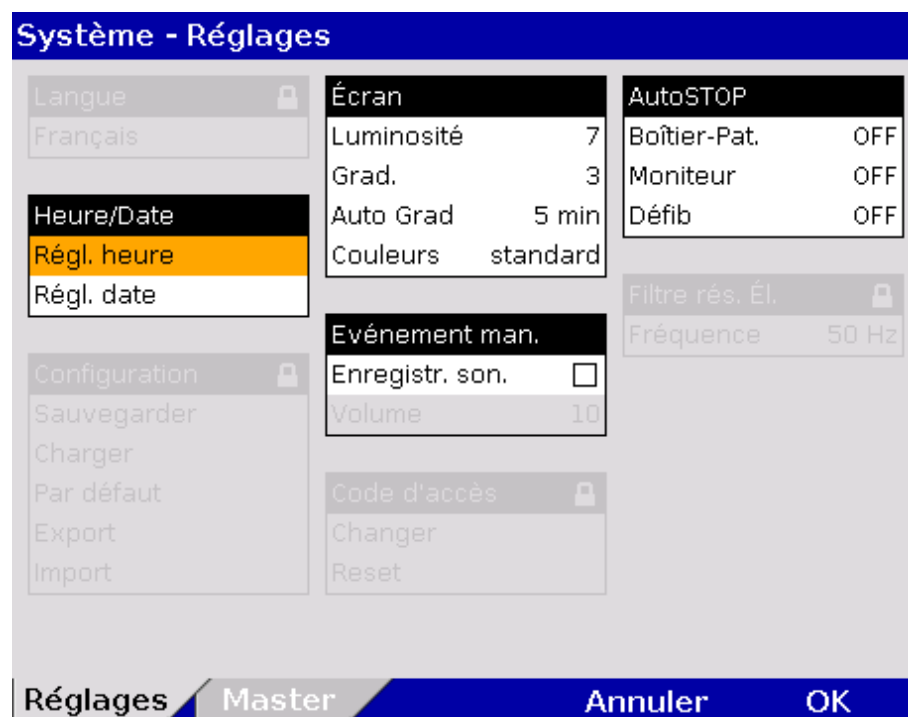 Système - Réglages
Langue
Français
Heure/Date
Régl. heure
Régl. date
Configuration
Sauvegarder
Charger
Par défaut
Export
Import
Écran
Luminosité 7
Grad. 3
Auto Grad 5 min
Couleurs standard
Evénement man.
Enregistr. son.
Volume 10
Code d'accès
Changer
Reset
AutoSTOP
Boîtier-Pat. OFF
Moniteur OFF
Défib OFF
Filtre rés. Él.
Fréquence 50 Hz
Réglages Master Annuler OK